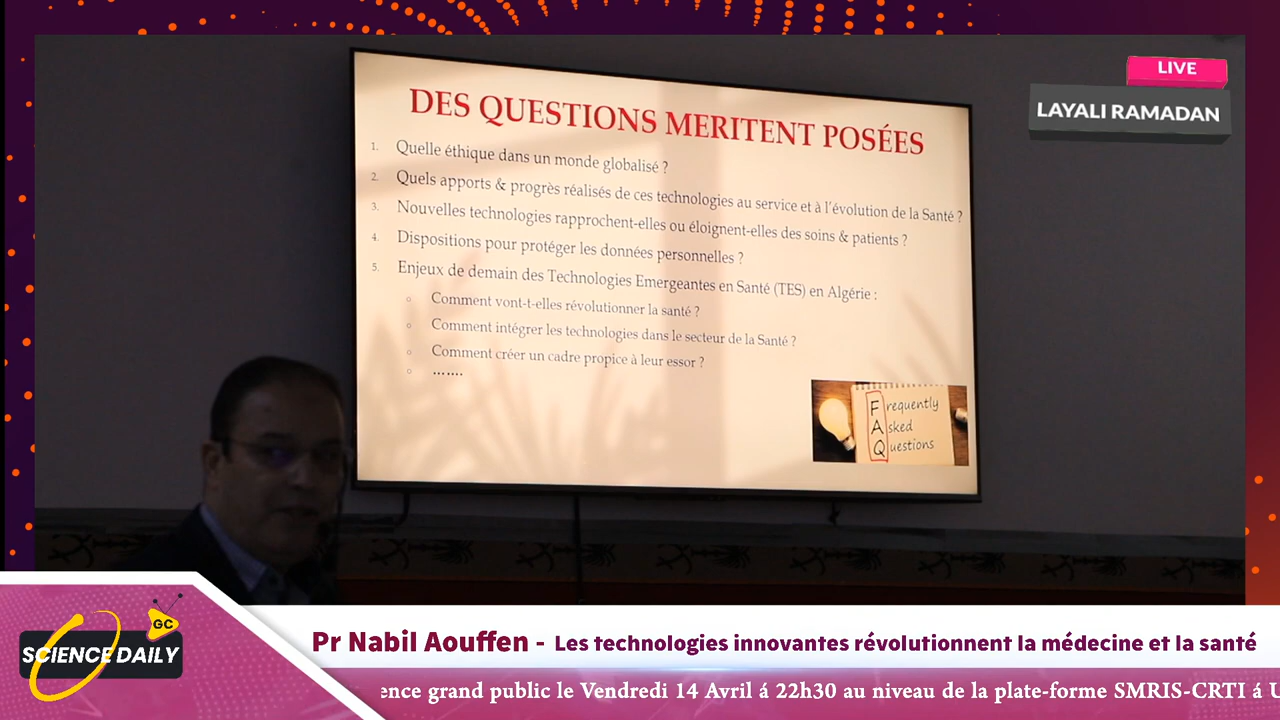 LIVE
LAYALI RAMADAN
DES QUESTIONS MERITENT POSÉES
1. Quelle éthique dans un monde globalisé ?
2. Quels apports & progrès réalisés de ces technologies au service et à l'évolution de la Santé ?
3. Nouvelles technologies rapprochent-elles ou éloignent-elles des soins & patients ?
4. Dispositions pour protéger les données personnelles ?
5. Enjeux de demain des Technologies Emergeantes en Santé (TES) en Algérie :
o Comment vont-t-elles révolutionner la santé ?
o Comment intégrer les technologies dans le secteur de la Santé ?
o Comment créer un cadre propice à leur essor ?
o .......
Frequently
Asked
Questions
GC
SCIENCE DAILY
Pr Nabil Aouffen - Les technologies innovantes révolutionnent la médecine et la santé
ence grand public le Vendredi 14 Avril á 22h30 au niveau de la plate-forme SMRIS-CRTI á U